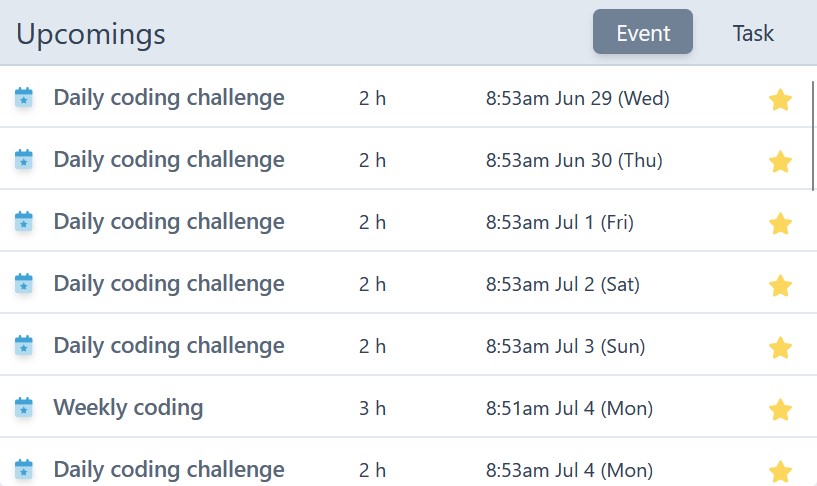 Upcomings Event Task
Daily coding challenge 2 h 8:53am Jun 29 (Wed)
Daily coding challenge 2 h 8:53am Jun 30 (Thu)
Daily coding challenge 2 h 8:53am Jul 1 (Fri)
Daily coding challenge 2 h 8:53am Jul 2 (Sat)
Daily coding challenge 2 h 8:53am Jul 3 (Sun)
Weekly coding 3 h 8:51am Jul 4 (Mon)
Daily coding challenge 2 h 8:53am Jul 4 (Mon)